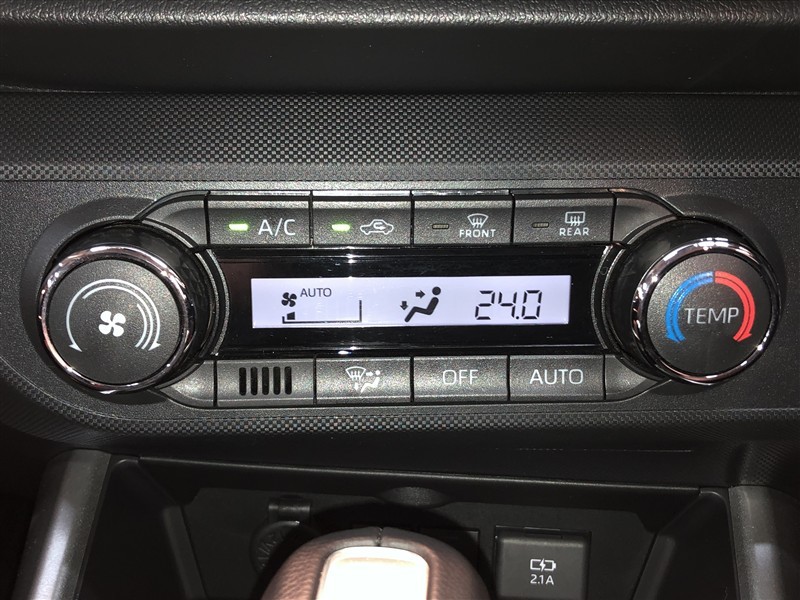 A/C
FRONT
REAR
AUTO
24.0
TEMP
OFF
AUTO
2.1A